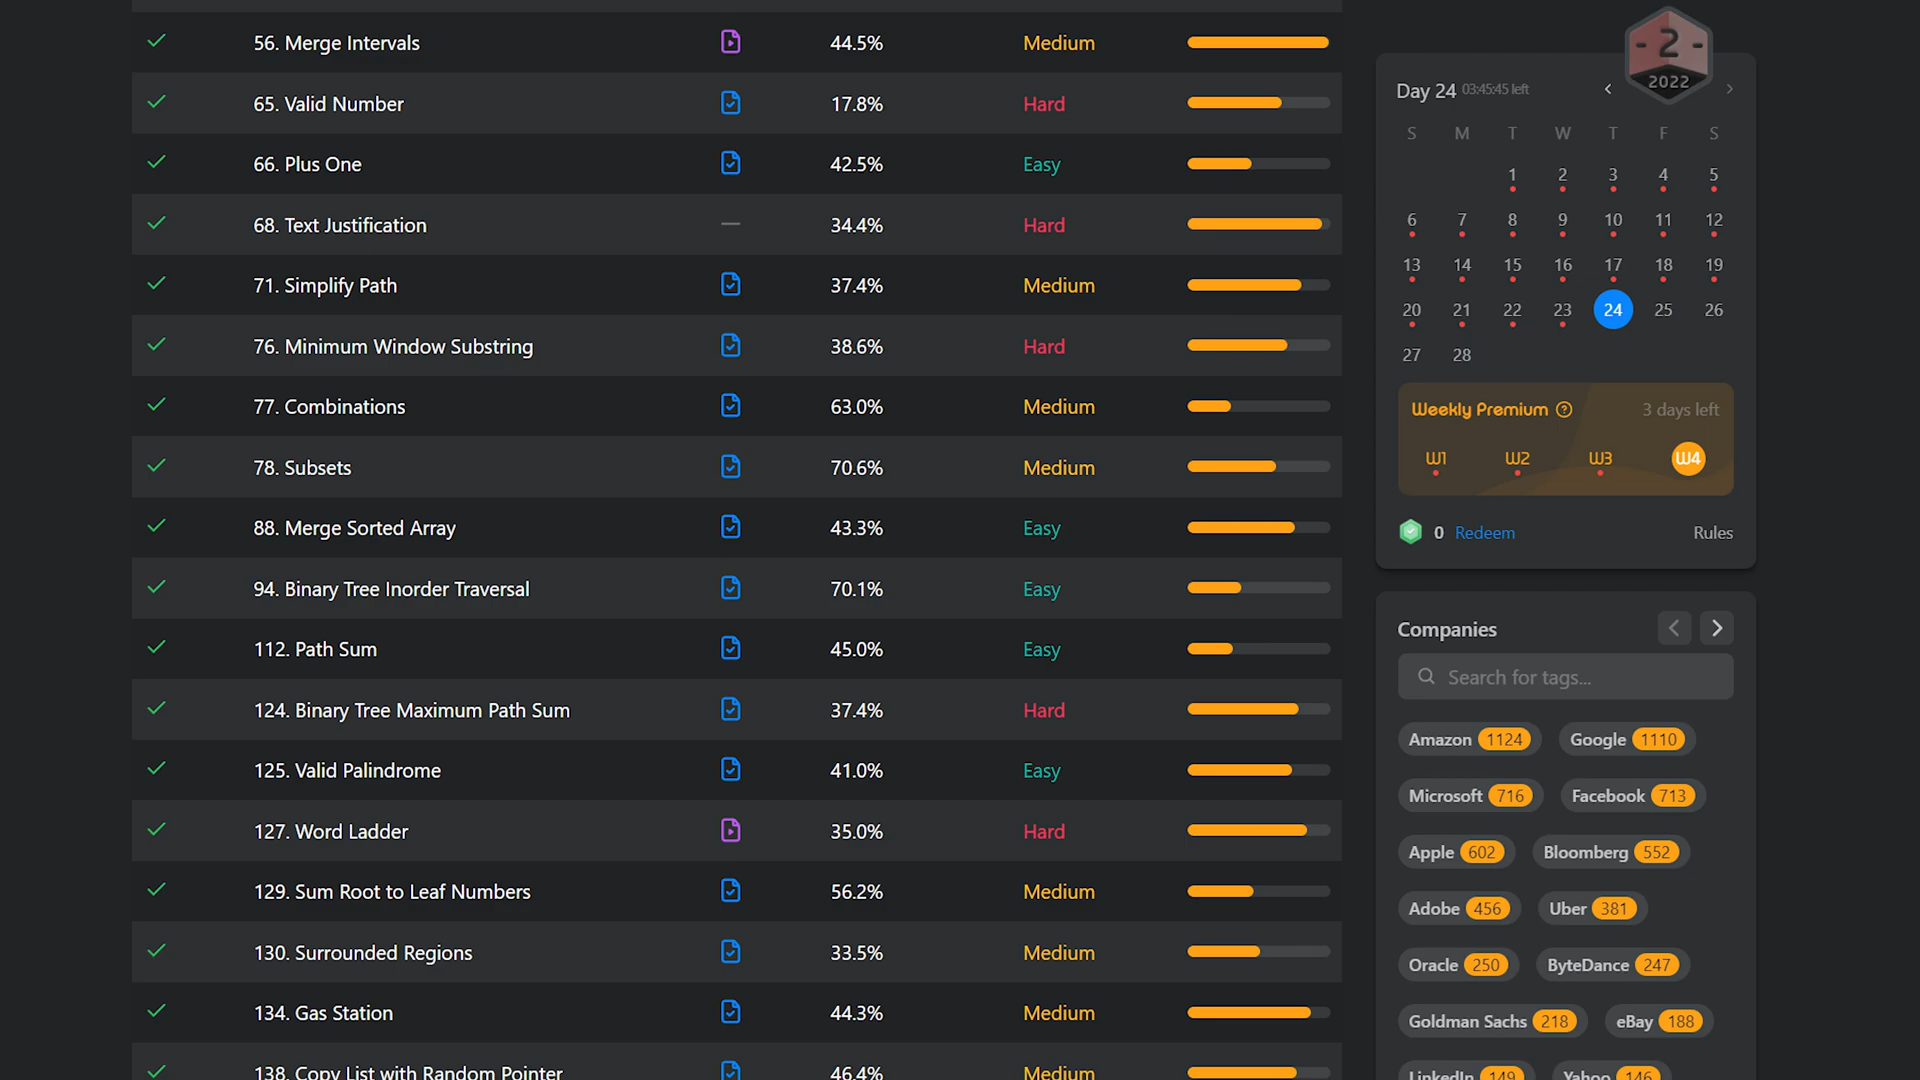 56. Merge Intervals 44.5% Medium
65. Valid Number 17.8% Hard
66. Plus One 42.5% Easy
68. Text Justification 34.4% Hard
71. Simplify Path 37.4% Medium
76. Minimum Window Substring 38.6% Hard
77. Combinations 63.0% Medium
78. Subsets 70.6% Medium
88. Merge Sorted Array 43.3% Easy
94. Binary Tree Inorder Traversal 70.1% Easy
112. Path Sum 45.0% Easy
124. Binary Tree Maximum Path Sum 37.4% Hard
125. Valid Palindrome 41.0% Easy
127. Word Ladder 35.0% Hard
129. Sum Root to Leaf Numbers 56.2% Medium
130. Surrounded Regions 33.5% Medium
134. Gas Station 44.3% Medium
138. Copy List with Random Pointer 46.4% Medium
- 2 -
2022
Day 24 03:45:45 left
S M T W T F S
1 2 3 4 5
6 7 8 9 10 11 12
13 14 15 16 17 18 19
20 21 22 23 24 25 26
27 28
Weekly Premium ? 3 days left
W1 W2 W3 W4
0 Redeem Rules
Companies
Search for tags...
Amazon 1124 Google 1110
Microsoft 716 Facebook 713
Apple 602 Bloomberg 552
Adobe 456 Uber 381
Oracle 250 ByteDance 247
Goldman Sachs 218 eBay 188
LinkedIn 149 Yahoo 146